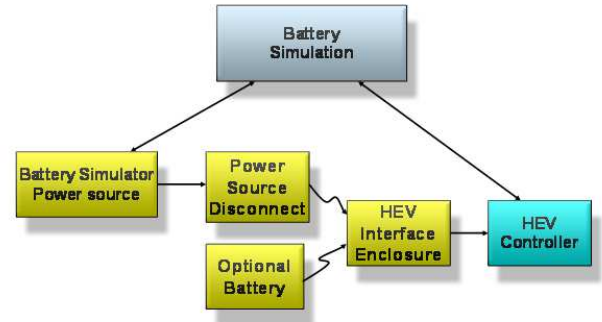 Battery
Simulation
Battery Simulator
Power source
Power
Source
Disconnect
HEV
Interface
Enclosure
HEV
Controller
Optional
Battery